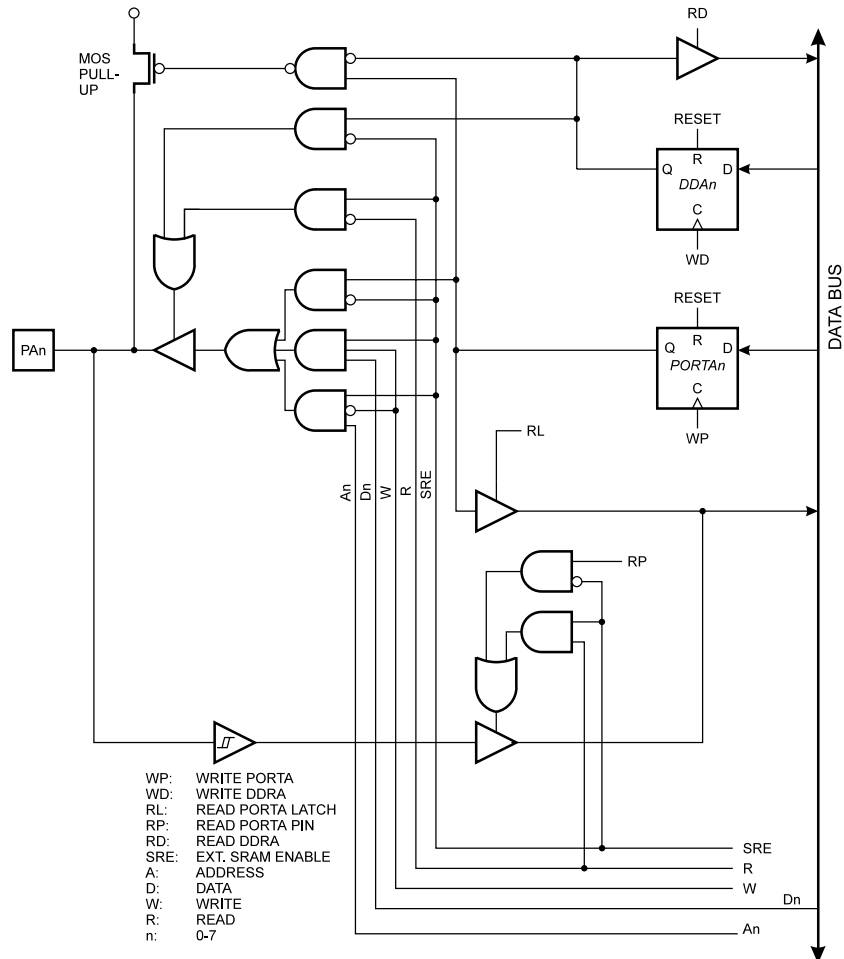 RD
MOS
PULL-
UP
RESET
R
Q D
DDAn
C
WD
RESET
R
Q D
PORTAn
C
WP
DATA BUS
PAn
RL
An
Dn
W
R
SRE
RP
WP: WRITE PORTA
WD: WRITE DDRA
RL: READ PORTA LATCH
RP: READ PORTA PIN
RD: READ DDRA
SRE: EXT. SRAM ENABLE
A: ADDRESS
D: DATA
W: WRITE
R: READ
n: 0-7
SRE
R
W
Dn
An